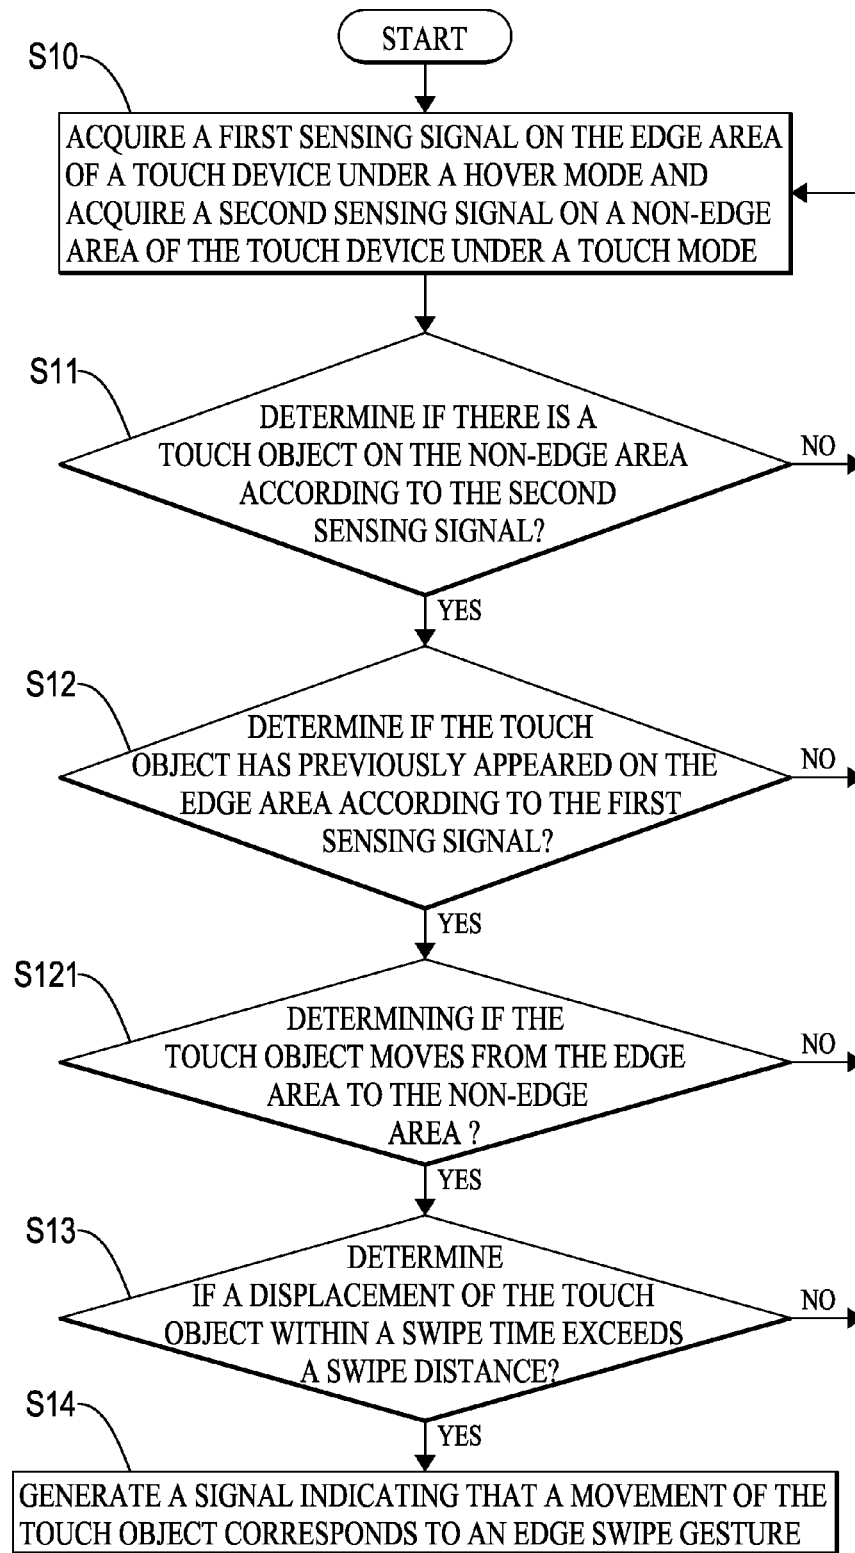 START
S10
ACQUIRE A FIRST SENSING SIGNAL ON THE EDGE AREA
OF A TOUCH DEVICE UNDER A HOVER MODE AND
ACQUIRE A SECOND SENSING SIGNAL ON A NON-EDGE
AREA OF THE TOUCH DEVICE UNDER A TOUCH MODE
S11
DETERMINE IF THERE IS A
TOUCH OBJECT ON THE NON-EDGE AREA
ACCORDING TO THE SECOND
SENSING SIGNAL?
NO
YES
S12
DETERMINE IF THE TOUCH
OBJECT HAS PREVIOUSLY APPEARED ON THE
EDGE AREA ACCORDING TO THE FIRST
SENSING SIGNAL?
NO
YES
S121
DETERMINING IF THE
TOUCH OBJECT MOVES FROM THE EDGE
AREA TO THE NON-EDGE
AREA ?
NO
YES
S13
DETERMINE
IF A DISPLACEMENT OF THE TOUCH
OBJECT WITHIN A SWIPE TIME EXCEEDS
A SWIPE DISTANCE?
NO
YES
S14
GENERATE A SIGNAL INDICATING THAT A MOVEMENT OF THE
TOUCH OBJECT CORRESPONDS TO AN EDGE SWIPE GESTURE